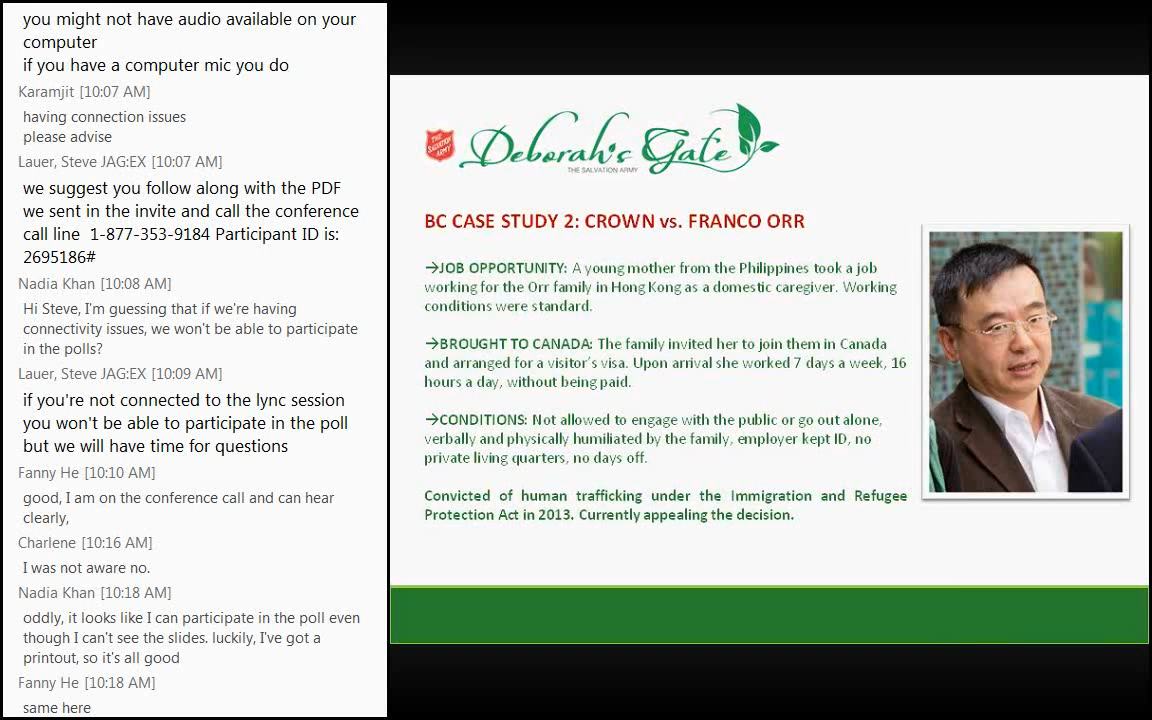 you might not have audio available on your
computer
if you have a computer mic you do
Karamjit [10:07 AM]
having connection issues
please advise
Lauer, Steve JAG:EX [10:07 AM]
we suggest you follow along with the PDF
we sent in the invite and call the conference
call line  1-877-353-9184 Participant ID is:
2695186#
Nadia Khan [10:08 AM]
Hi Steve, I'm guessing that if we're having
connectivity issues, we won't be able to participate
in the polls?
Lauer, Steve JAG:EX [10:09 AM]
if you're not connected to the lync session
you won't be able to participate in the poll
but we will have time for questions
Fanny He [10:10 AM]
good, I am on the conference call and can hear
clearly,
Charlene [10:16 AM]
I was not aware no.
Nadia Khan [10:18 AM]
oddly, it looks like I can participate in the poll even
though I can't see the slides. luckily, I've got a
printout, so it's all good
Fanny He [10:18 AM]
same here
THE
SALVATION
ARMY
Deborah's Gate
THE SALVATION ARMY
BC CASE STUDY 2: CROWN vs. FRANCO ORR
→JOB OPPORTUNITY: A young mother from the Philippines took a job
working for the Orr family in Hong Kong as a domestic caregiver. Working
conditions were standard.
→BROUGHT TO CANADA: The family invited her to join them in Canada
and arranged for a visitor's visa. Upon arrival she worked 7 days a week, 16
hours a day, without being paid.
→CONDITIONS: Not allowed to engage with the public or go out alone,
verbally and physically humiliated by the family, employer kept ID, no
private living quarters, no days off.
Convicted of human trafficking under the Immigration and Refugee
Protection Act in 2013. Currently appealing the decision.